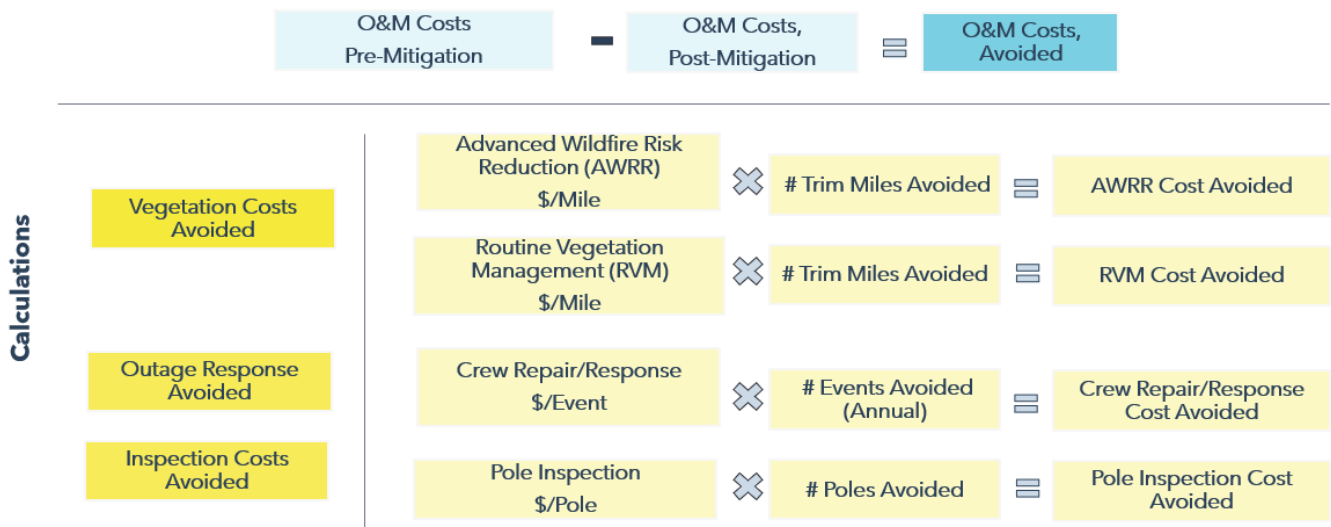 O&M Costs
Pre-Mitigation
O&M Costs,
Post-Mitigation
O&M Costs,
Avoided
Calculations
Vegetation Costs
Avoided
Advanced Wildfire Risk
Reduction (AWRR)
$/Mile
# Trim Miles Avoided
AWRR Cost Avoided
Routine Vegetation
Management (RVM)
$/Mile
# Trim Miles Avoided
RVM Cost Avoided
Outage Response
Avoided
Crew Repair/Response
$/Event
# Events Avoided
(Annual)
Crew Repair/Response
Cost Avoided
Inspection Costs
Avoided
Pole Inspection
$/Pole
# Poles Avoided
Pole Inspection Cost
Avoided